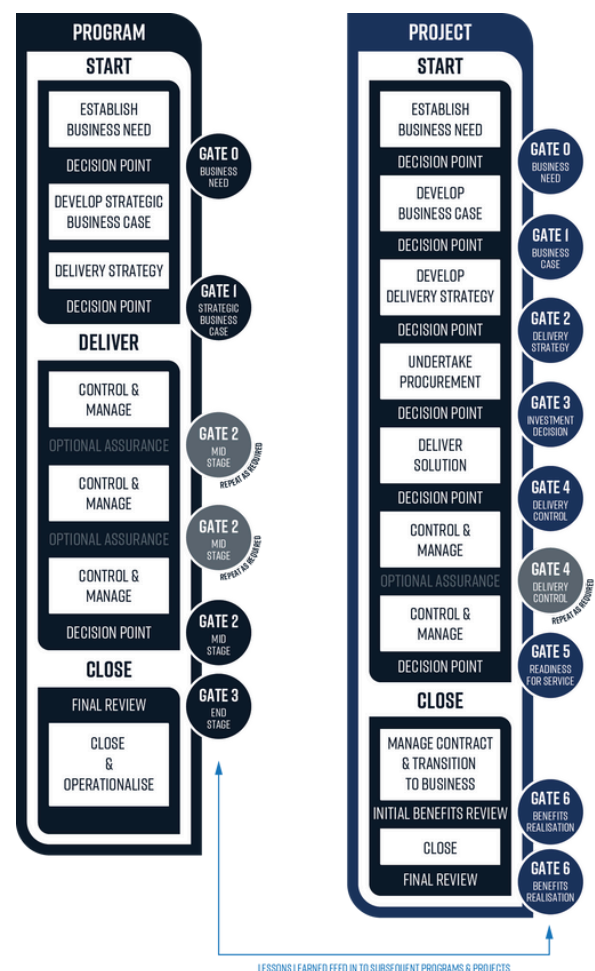 PROGRAM
START
ESTABLISH
BUSINESS NEED
DECISION POINT
GATE 0
BUSINESS
NEED
DEVELOP STRATEGIC
BUSINESS CASE
DELIVERY STRATEGY
DECISION POINT
GATE 1
STRATEGIC
BUSINESS
CASE
DELIVER
CONTROL &
MANAGE
OPTIONAL ASSURANCE
GATE 2
MID
STAGE
REPEAT AS REQUIRED
CONTROL &
MANAGE
OPTIONAL ASSURANCE
GATE 2
MID
STAGE
REPEAT AS REQUIRED
CONTROL &
MANAGE
DECISION POINT
GATE 2
MID
STAGE
CLOSE
FINAL REVIEW
GATE 3
END
STAGE
CLOSE
&
OPERATIONALISE
PROJECT
START
ESTABLISH
BUSINESS NEED
DECISION POINT
GATE 0
BUSINESS
NEED
DEVELOP
BUSINESS CASE
DECISION POINT
GATE 1
BUSINESS
CASE
DEVELOP
DELIVERY STRATEGY
DECISION POINT
GATE 2
DELIVERY
STRATEGY
UNDERTAKE
PROCUREMENT
DECISION POINT
GATE 3
INVESTMENT
DECISION
DELIVER
SOLUTION
DECISION POINT
GATE 4
DELIVERY
CONTROL
CONTROL &
MANAGE
OPTIONAL ASSURANCE
GATE 4
DELIVERY
CONTROL
REPEAT AS REQUIRED
CONTROL &
MANAGE
DECISION POINT
GATE 5
READINESS
FOR SERVICE
CLOSE
MANAGE CONTRACT
& TRANSITION
TO BUSINESS
INITIAL BENEFITS REVIEW
GATE 6
BENEFITS
REALISATION
CLOSE
FINAL REVIEW
GATE 6
BENEFITS
REALISATION
LESSONS LEARNED FEED IN TO SUBSEQUENT PROGRAMS & PROJECTS